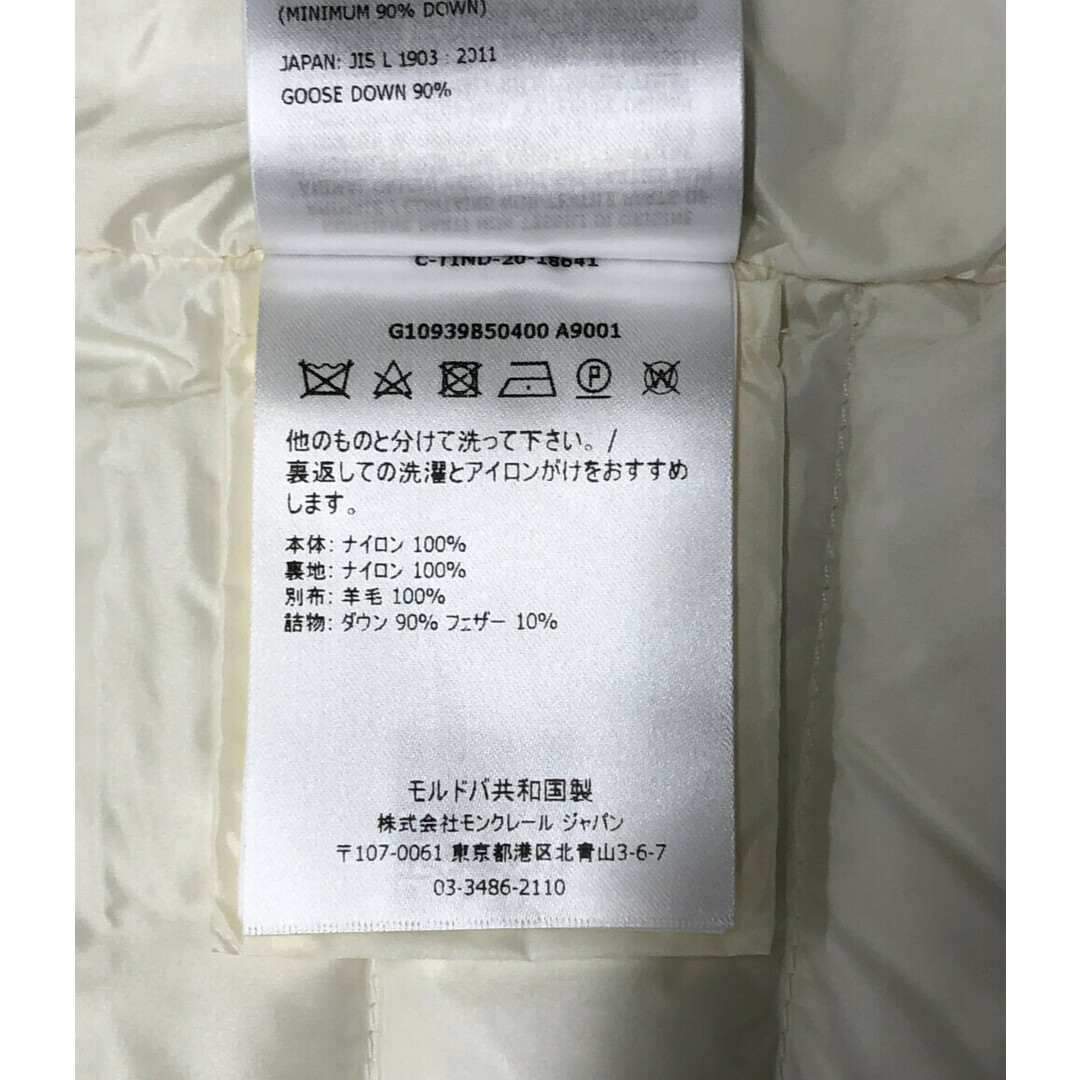 (MINIMUM 90% DOWN)
JAPAN: JIS L 1903 : 2011
GOOSE DOWN 90%
G10939B50400 A9001
P
W
他のものと分けて洗って下さい。/
裏返しての洗濯とアイロンがけをおすすめ
します。
本体: ナイロン 100%
裏地: ナイロン 100%
別布: 羊毛 100%
詰物: ダウン 90% フェザー 10%
モルドバ共和国製
株式会社モンクレール ジャパン
〒107-0061 東京都港区北青山3-6-7
03-3486-2110